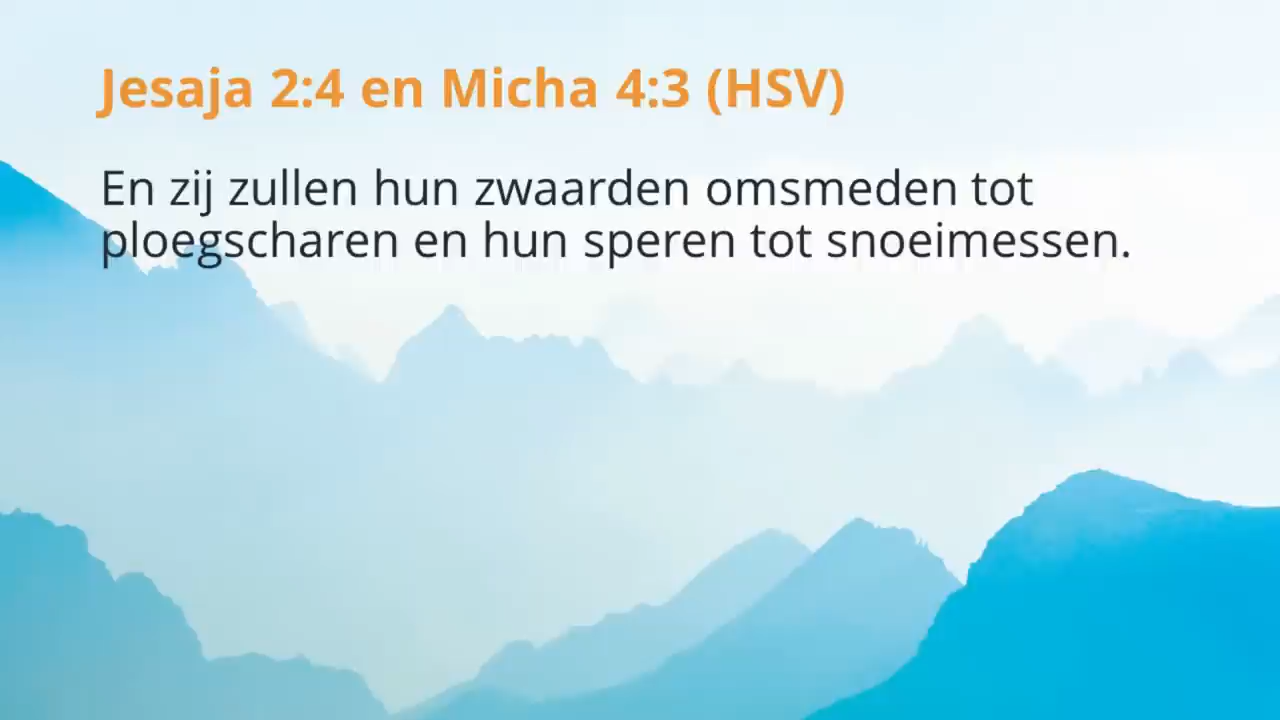 Jesaja 2:4 en Micha 4:3 (HSV)
En zij zullen hun zwaarden omsmeden tot
ploegscharen en hun speren tot snoeimessen.